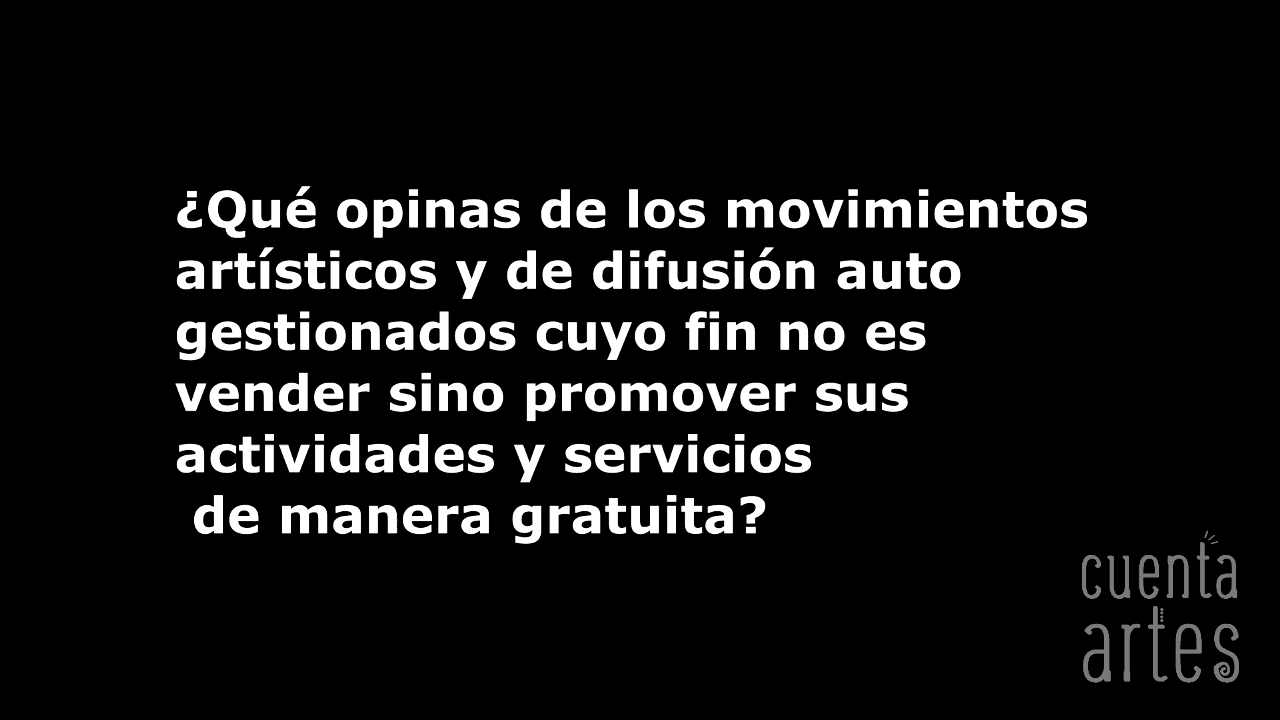 ¿Qué opinas de los movimientos
artísticos y de difusión auto
gestionados cuyo fin no es
vender sino promover sus
actividades y servicios
de manera gratuita?
cuenta
artes